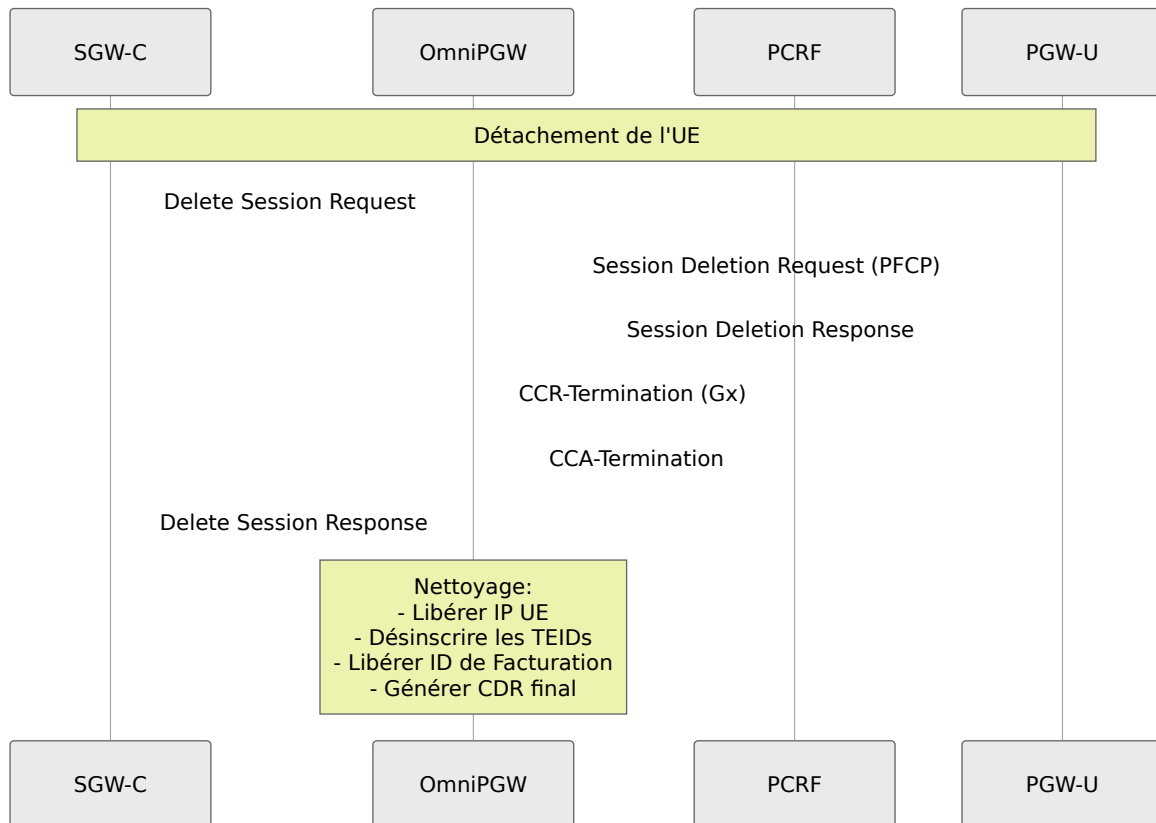 SGW-C
OmniPGW
PCRF
PGW-U
Détachement de l'UE
Delete Session Request
Session Deletion Request (PFCP)
Session Deletion Response
CCR-Termination (Gx)
CCA-Termination
Delete Session Response
Nettoyage:
- Libérer IP UE
- Désinscrire les TEIDs
- Libérer ID de Facturation
- Générer CDR final
SGW-C
OmniPGW
PCRF
PGW-U